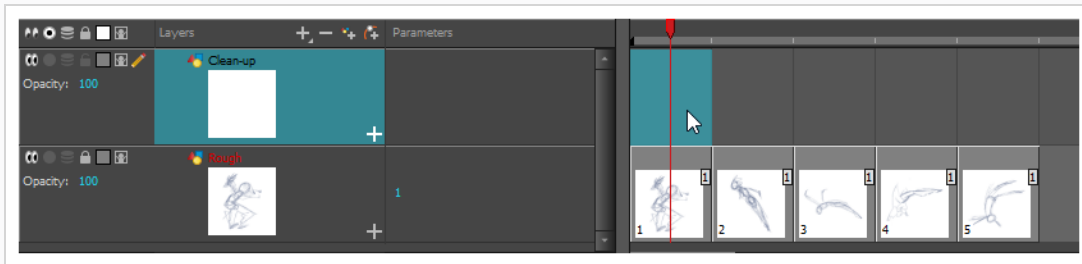 Layers Parameters
Clean-up
Opacity: 100
Rough
Opacity: 100
1
1 1 1 1 1
1 2 3 4 5